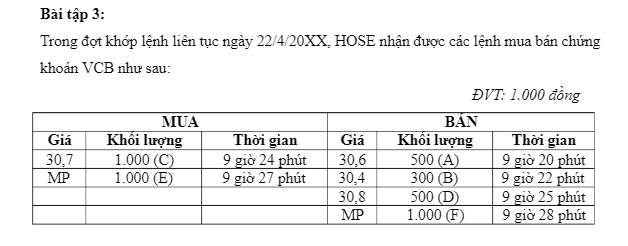 Bài tập 3:
Trong đợt khớp lệnh liên tục ngày 22/4/20XX, HOSE nhận được các lệnh mua bán chứng
khoán VCB như sau:
ĐVT: 1.000 đồng
MUA BÁN
Giá Khối lượng Thời gian Giá Khối lượng Thời gian
30,7 1.000 (C) 9 giờ 24 phút 30,6 500 (A) 9 giờ 20 phút
MP 1.000 (E) 9 giờ 27 phút 30,4 300 (B) 9 giờ 22 phút
30,8 500 (D) 9 giờ 25 phút
MP 1.000 (F) 9 giờ 28 phút